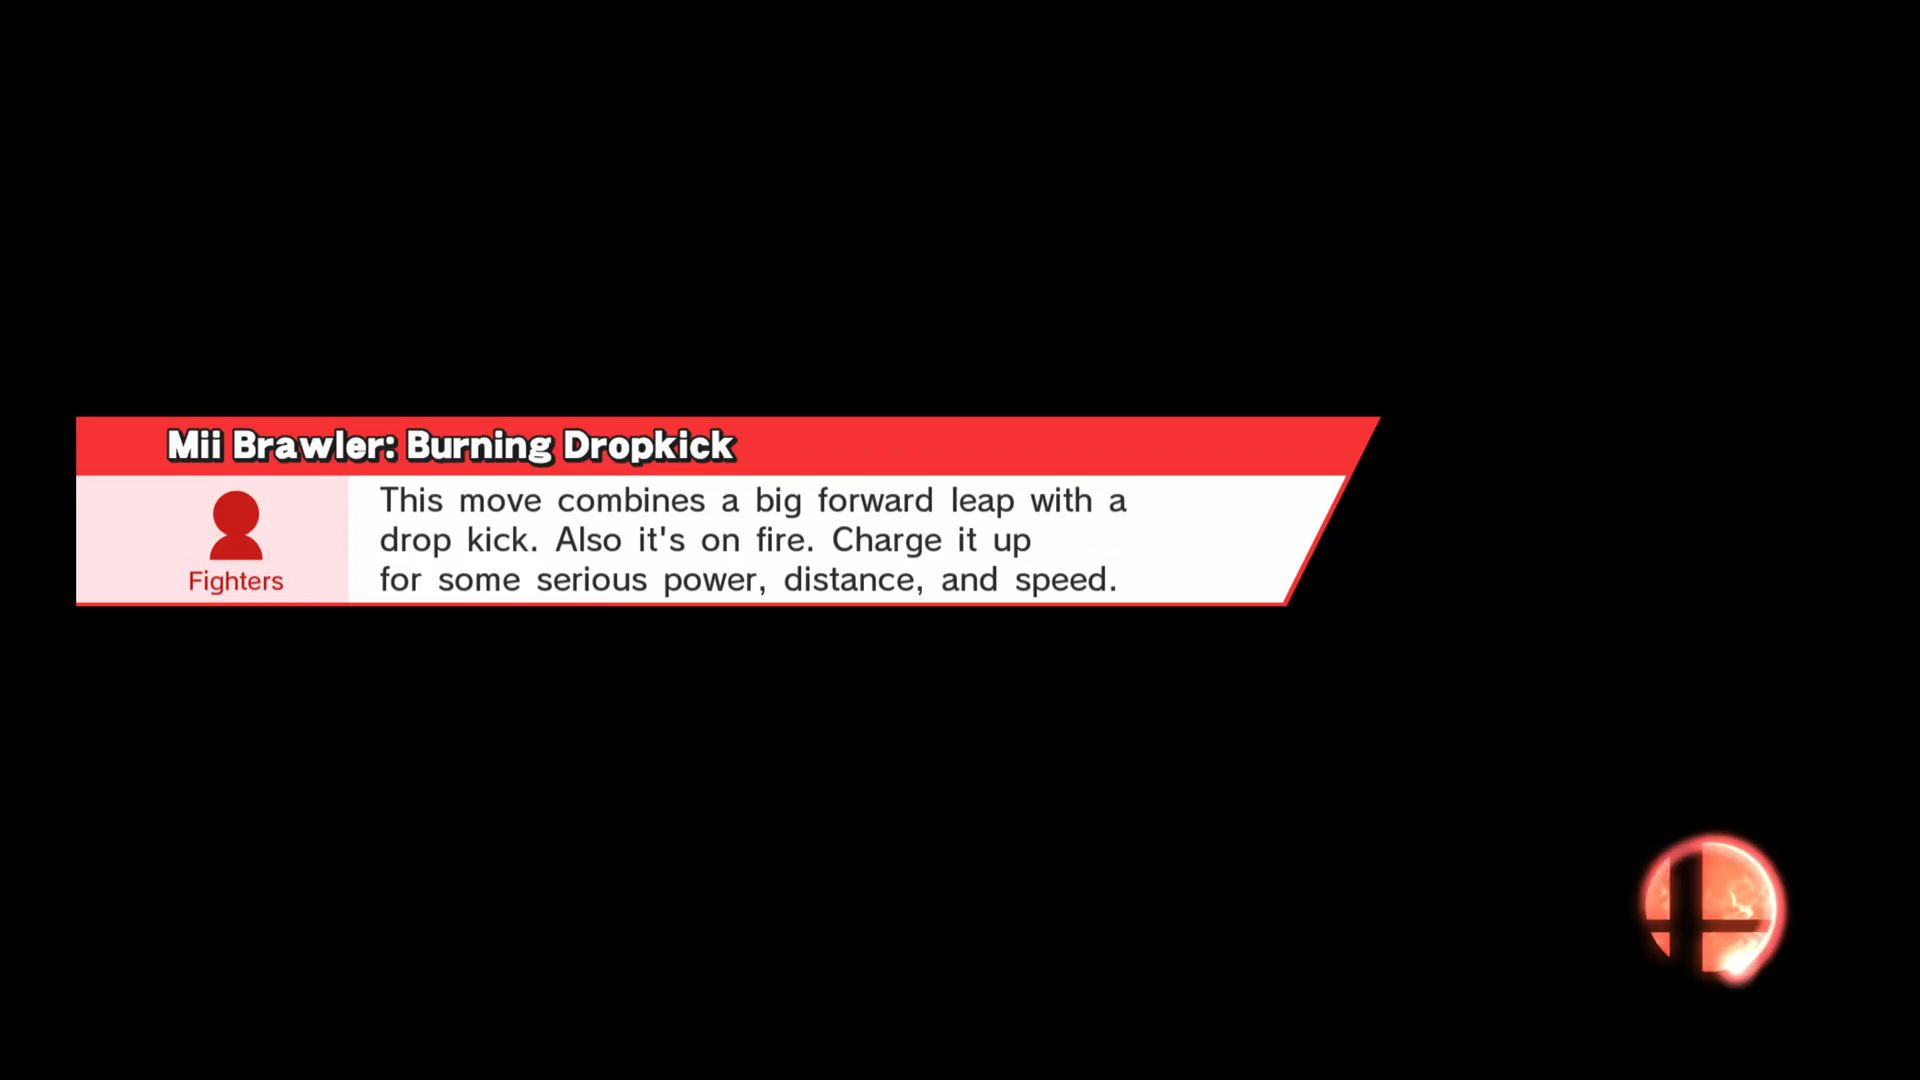 Mii Brawler: Burning Dropkick
Fighters
This move combines a big forward leap with a
drop kick. Also it's on fire. Charge it up
for some serious power, distance, and speed.